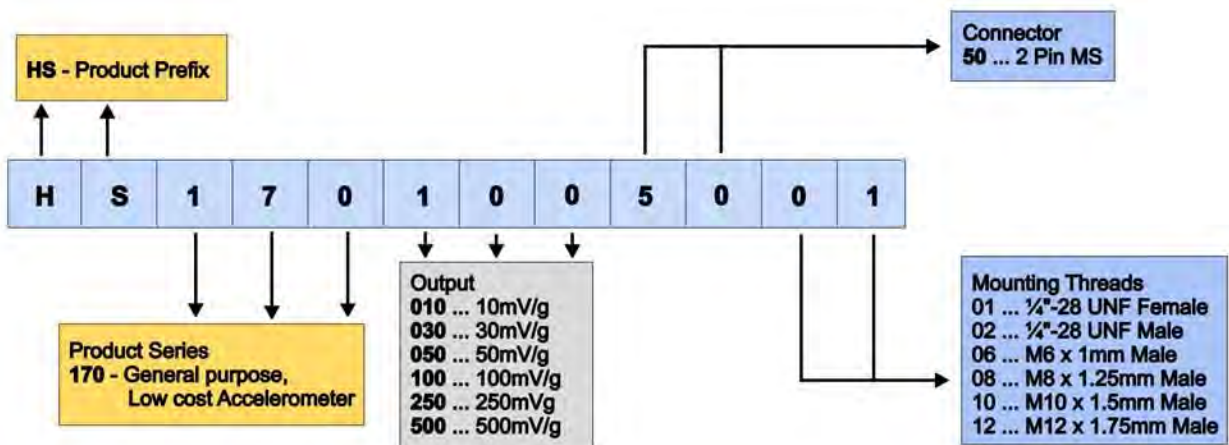 Connector
50 ... 2 Pin MS
HS - Product Prefix
H S 1 7 0 1 0 0 5 0 0 1
Output
010 ... 10mV/g
030 ... 30mV/g
050 ... 50mV/g
100 ... 100mV/g
250 ... 250mVg
500 ... 500mV/g
Product Series
170 - General purpose,
Low cost Accelerometer
Mounting Threads
01 ... ¼"-28 UNF Female
02 ... ¼"-28 UNF Male
06 ... M6 x 1mm Male
08 ... M8 x 1.25mm Male
10 ... M10 x 1.5mm Male
12 ... M12 x 1.75mm Male